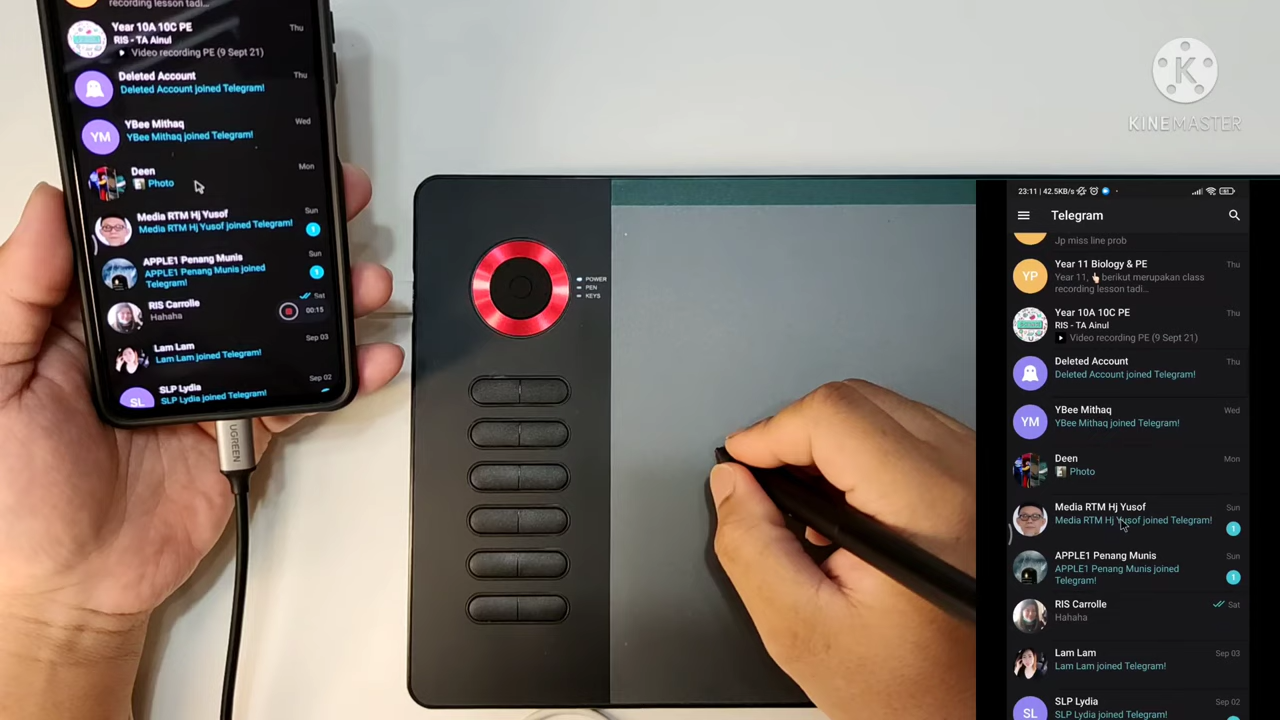 recording lesson tadi...
Year 10A 10C PE
Thu
RIS - TA Ainul
Video recording PE (9 Sept 21)
Deleted Account
Thu
Deleted Account joined Telegram!
YM
YBee Mithaq
Wed
YBee Mithaq joined Telegram!
Deen
Mon
Photo
Media RTM Hj Yusof
Sun
Media RTM Hj Yusof joined Telegram!
1
APPLE1 Penang Munis
Sun
APPLE1 Penang Munis joined
Telegram!
1
RIS Carrolle
Sat
Hahaha
00:15
Lam Lam
Sep 03
Lam Lam joined Telegram!
SLP Lydia
Sep 02
SL
SLP Lydia joined Telegram!
UGREEN
POWER
PEN
KEYS
K
KINEMASTER
23:11 | 42.5KB/s
Telegram
Jp miss line prob
YP
Year 11 Biology & PE
Thu
Year 11, 👆 berikut merupakan class
recording lesson tadi...
Year 10A 10C PE
Thu
RIS - TA Ainul
Video recording PE (9 Sept 21)
Deleted Account
Thu
Deleted Account joined Telegram!
YM
YBee Mithaq
Wed
YBee Mithaq joined Telegram!
Deen
Mon
Photo
Media RTM Hj Yusof
Sun
Media RTM Hj Yusof joined Telegram!
1
APPLE1 Penang Munis
Sun
APPLE1 Penang Munis joined
Telegram!
1
RIS Carrolle
Sat
Hahaha
Lam Lam
Sep 03
Lam Lam joined Telegram!
SLP Lydia
Sep 02
SL
SLP Lydia joined Telegram!